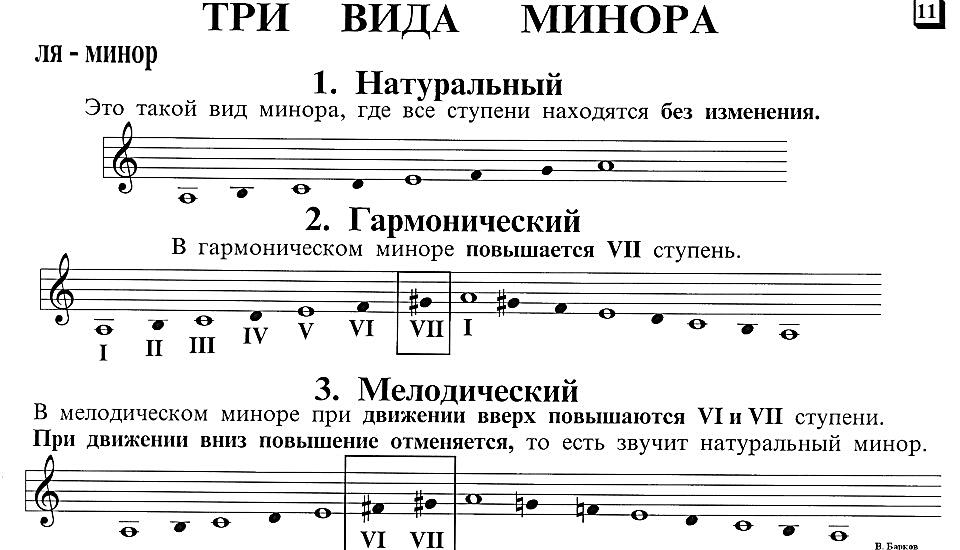 ТРИ ВИДА МИНОРА
11
ля - минор
1. Натуральный
Это такой вид минора, где все ступени находятся без изменения.
2. Гармонический
В гармоническом миноре повышается VII ступень.
I II III IV V VI VII I
3. Мелодический
В мелодическом миноре при движении вверх повышаются VI и VII ступени.
При движении вниз повышение отменяется, то есть звучит натуральный минор.
VI VII
В. Барков